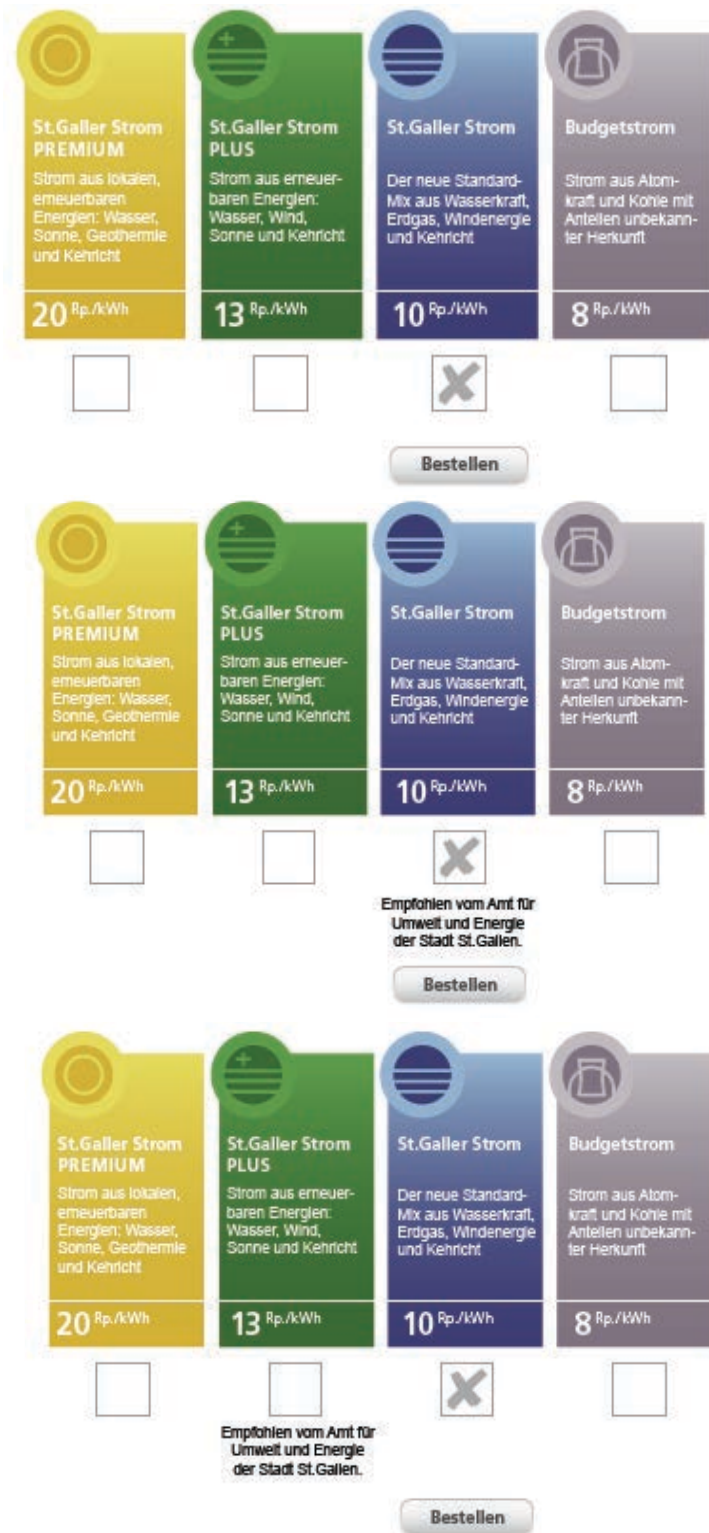 St.Galler Strom
PREMIUM
Strom aus lokalen,
erneuerbaren
Energien: Wasser,
Sonne, Geothermie
und Kehricht
20 Rp./kWh
St.Galler Strom
PLUS
Strom aus erneuer-
baren Energien:
Wasser, Wind,
Sonne und Kehricht
13 Rp./kWh
St.Galler Strom
Der neue Standard-
Mix aus Wasserkraft,
Erdgas, Windenergie
und Kehricht
10 Rp./kWh
Budgetstrom
Strom aus Atom-
kraft und Kohle mit
Anteilen unbekann-
ter Herkunft
8 Rp./kWh
Bestellen
St.Galler Strom
PREMIUM
Strom aus lokalen,
erneuerbaren
Energien: Wasser,
Sonne, Geothermie
und Kehricht
20 Rp./kWh
St.Galler Strom
PLUS
Strom aus erneuer-
baren Energien:
Wasser, Wind,
Sonne und Kehricht
13 Rp./kWh
St.Galler Strom
Der neue Standard-
Mix aus Wasserkraft,
Erdgas, Windenergie
und Kehricht
10 Rp./kWh
Budgetstrom
Strom aus Atom-
kraft und Kohle mit
Anteilen unbekann-
ter Herkunft
8 Rp./kWh
Empfohlen vom Amt für
Umwelt und Energie
der Stadt St.Gallen.
Bestellen
St.Galler Strom
PREMIUM
Strom aus lokalen,
erneuerbaren
Energien: Wasser,
Sonne, Geothermie
und Kehricht
20 Rp./kWh
St.Galler Strom
PLUS
Strom aus erneuer-
baren Energien:
Wasser, Wind,
Sonne und Kehricht
13 Rp./kWh
St.Galler Strom
Der neue Standard-
Mix aus Wasserkraft,
Erdgas, Windenergie
und Kehricht
10 Rp./kWh
Budgetstrom
Strom aus Atom-
kraft und Kohle mit
Anteilen unbekann-
ter Herkunft
8 Rp./kWh
Empfohlen vom Amt für
Umwelt und Energie
der Stadt St.Gallen.
Bestellen